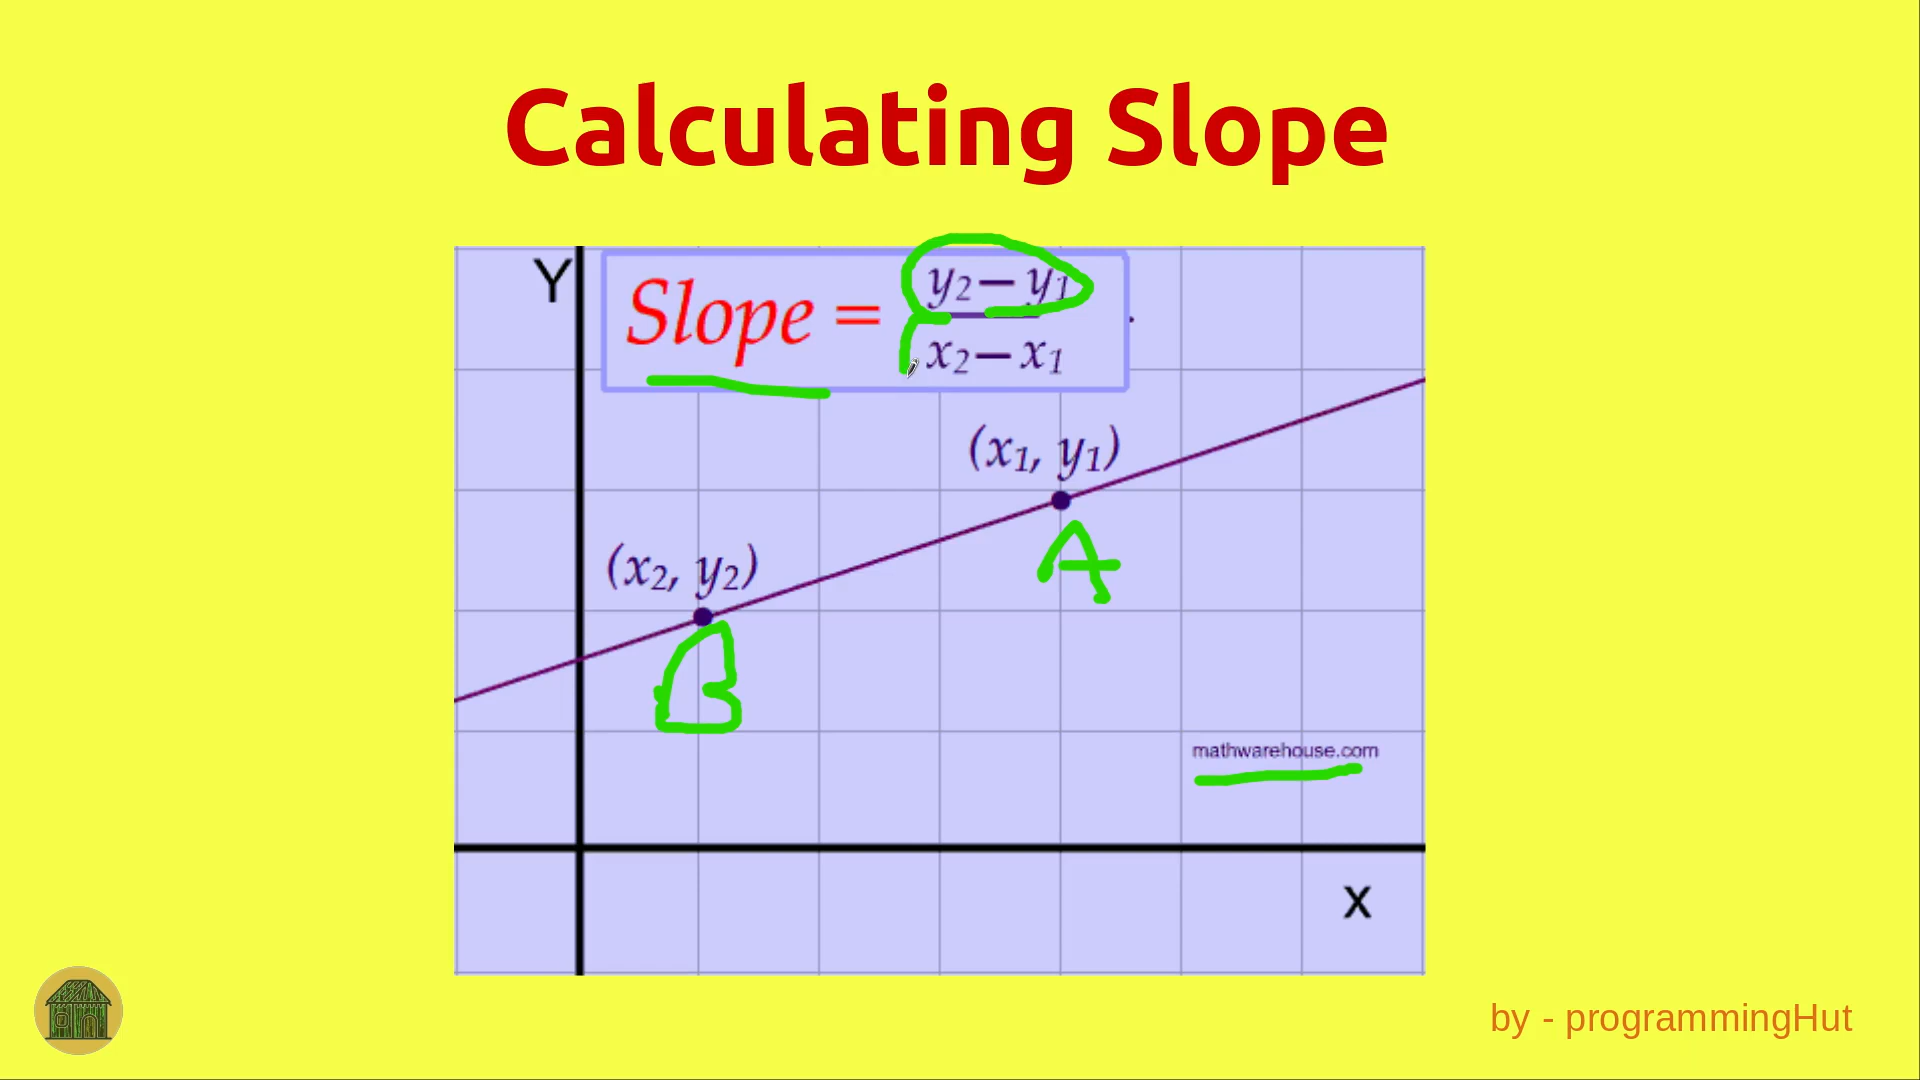 Calculating Slope
Y
Slope = y2 – y1
x2 – x1
(x1, y1)
A
(x2, y2)
B
mathwarehouse.com
x
by - programmingHut